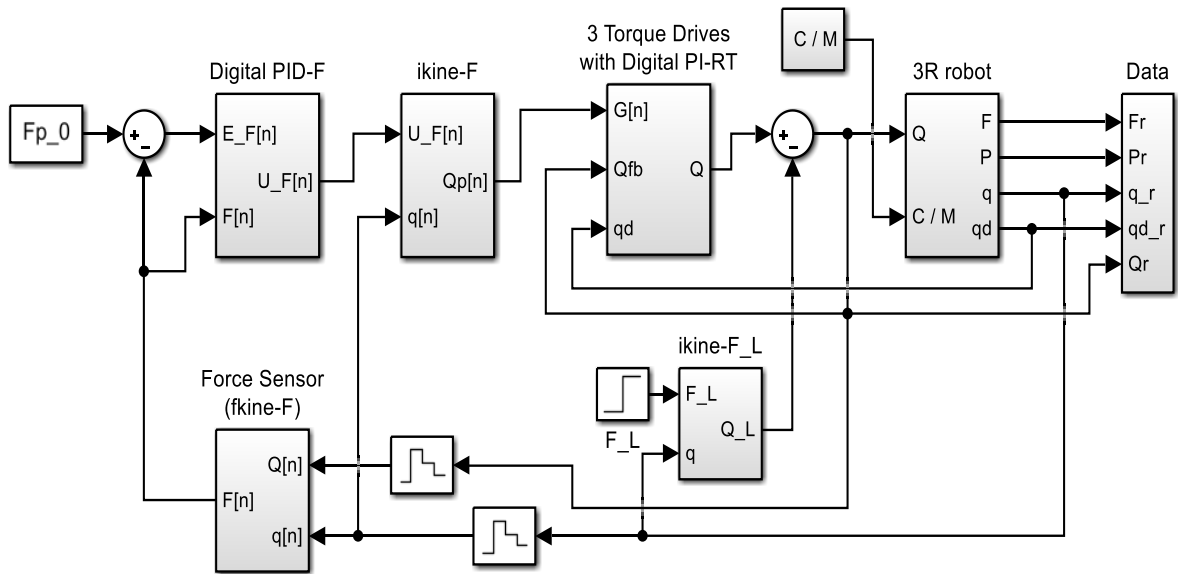 3 Torque Drives
with Digital PI-RT
C / M
Digital PID-F
ikine-F
3R robot
Data
Fp_0
+
−
E_F[n]
U_F[n]
F[n]
U_F[n]
Qp[n]
q[n]
G[n]
Qfb
Q
qd
+
−
Q
C / M
F
P
q
qd
Fr
Pr
q_r
qd_r
Qr
ikine-F_L
F_L
F_L
Q_L
q
Force Sensor
(fkine-F)
Q[n]
F[n]
q[n]